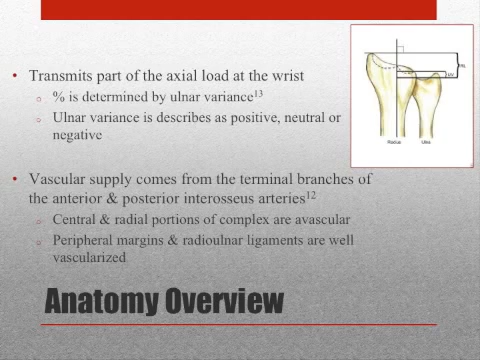 • Transmits part of the axial load at the wrist
o % is determined by ulnar variance13
o Ulnar variance is describes as positive, neutral or
negative
• Vascular supply comes from the terminal branches of
the anterior & posterior interosseus arteries12
o Central & radial portions of complex are avascular
o Peripheral margins & radioulnar ligaments are well
vascularized
Anatomy Overview
UV
Radius
Ulna